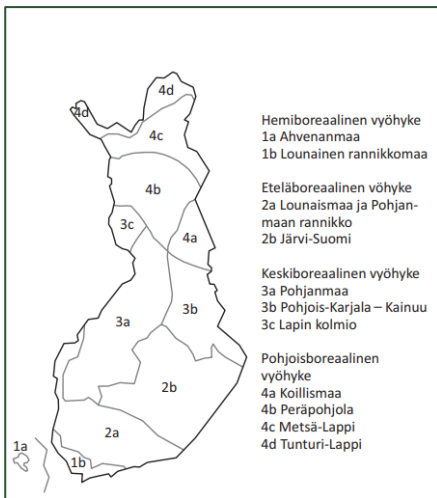 4d
4d
4c
4b
3c
4a
3b
3a
2b
2a
1a
1b
Hemiboreaalinen vyöhyke
1a Ahvenanmaa
1b Lounainen rannikkomaa
Eteläboreaalinen vöhyke
2a Lounaismaa ja Pohjan-
maan rannikko
2b Järvi-Suomi
Keskiboreaalinen vyöhyke
3a Pohjanmaa
3b Pohjois-Karjala – Kainuu
3c Lapin kolmio
Pohjoisboreaalinen
vyöhyke
4a Koillismaa
4b Peräpohjola
4c Metsä-Lappi
4d Tunturi-Lappi